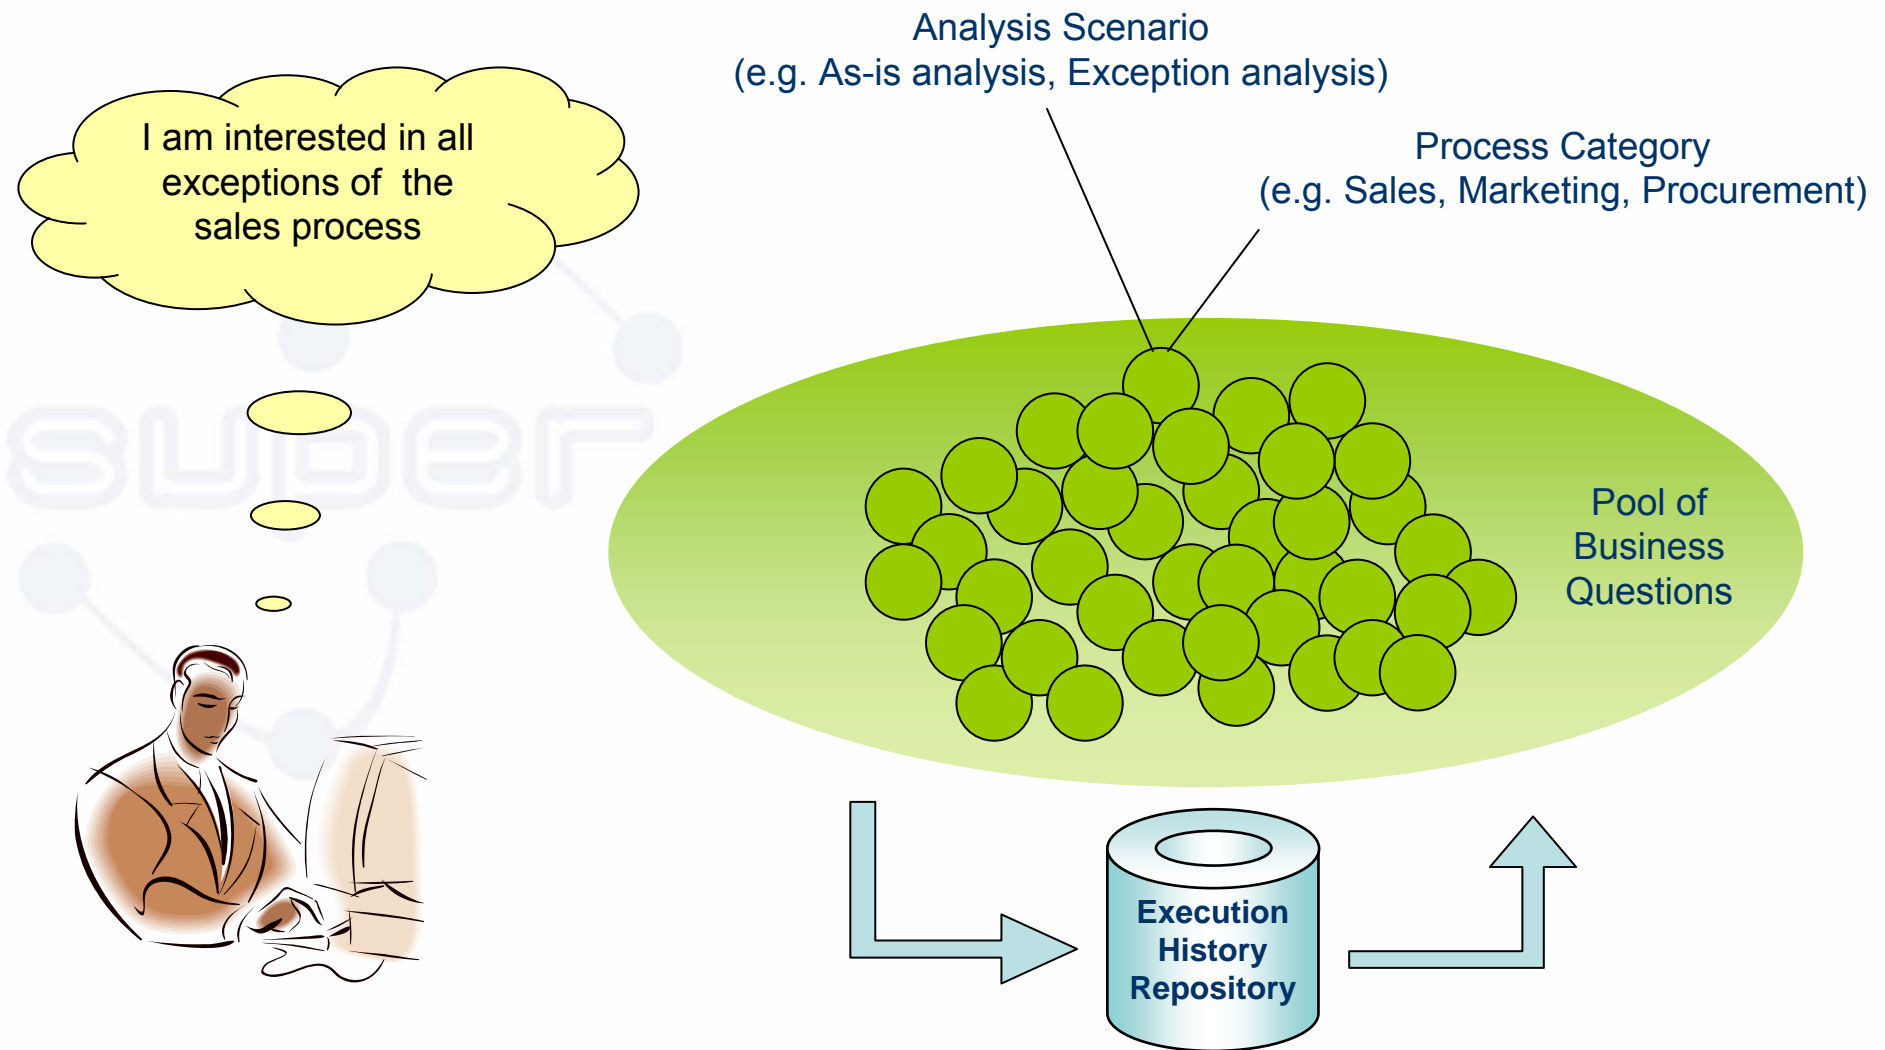 Analysis Scenario
(e.g. As-is analysis, Exception analysis)
I am interested in all
exceptions of the
sales process
Process Category
(e.g. Sales, Marketing, Procurement)
super
Pool of
Business
Questions
Execution
History
Repository